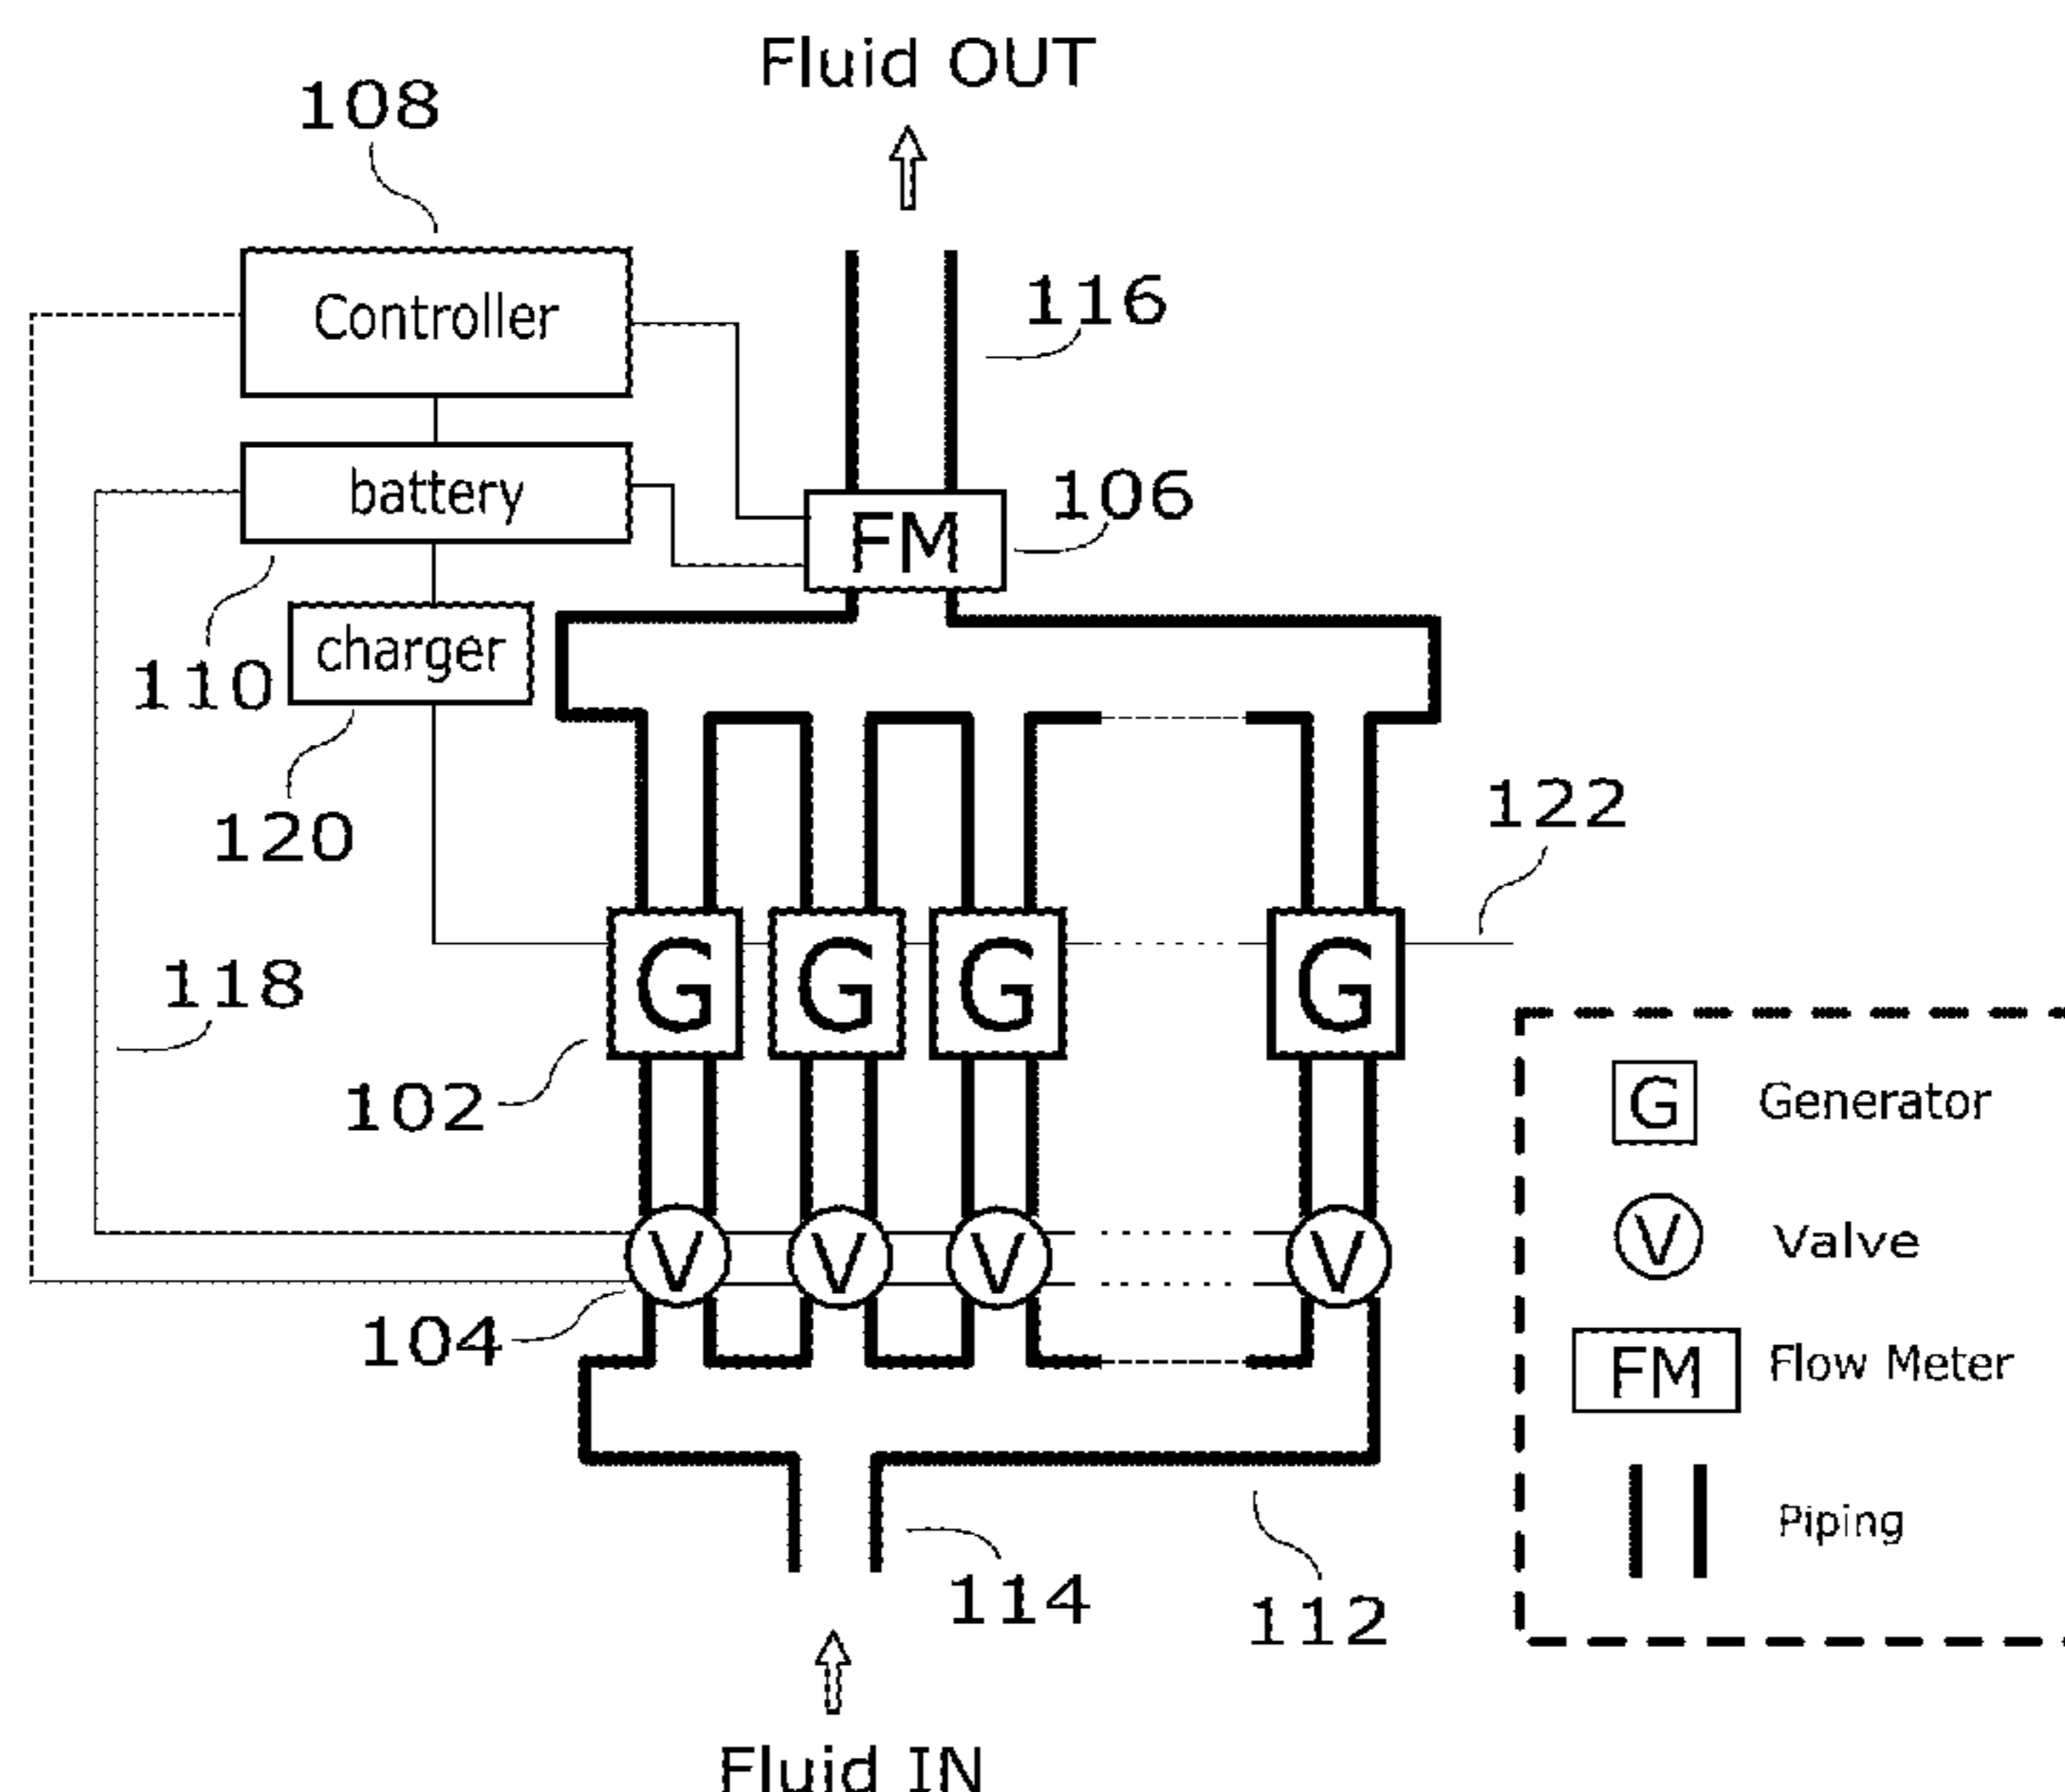 Fluid OUT
108
Controller
116
battery
106
FM
charger
110
120
122
G G G G
118
102
G Generator
V V V V
V Valve
104
FM Flow Meter
Piping
114
112
Fluid IN